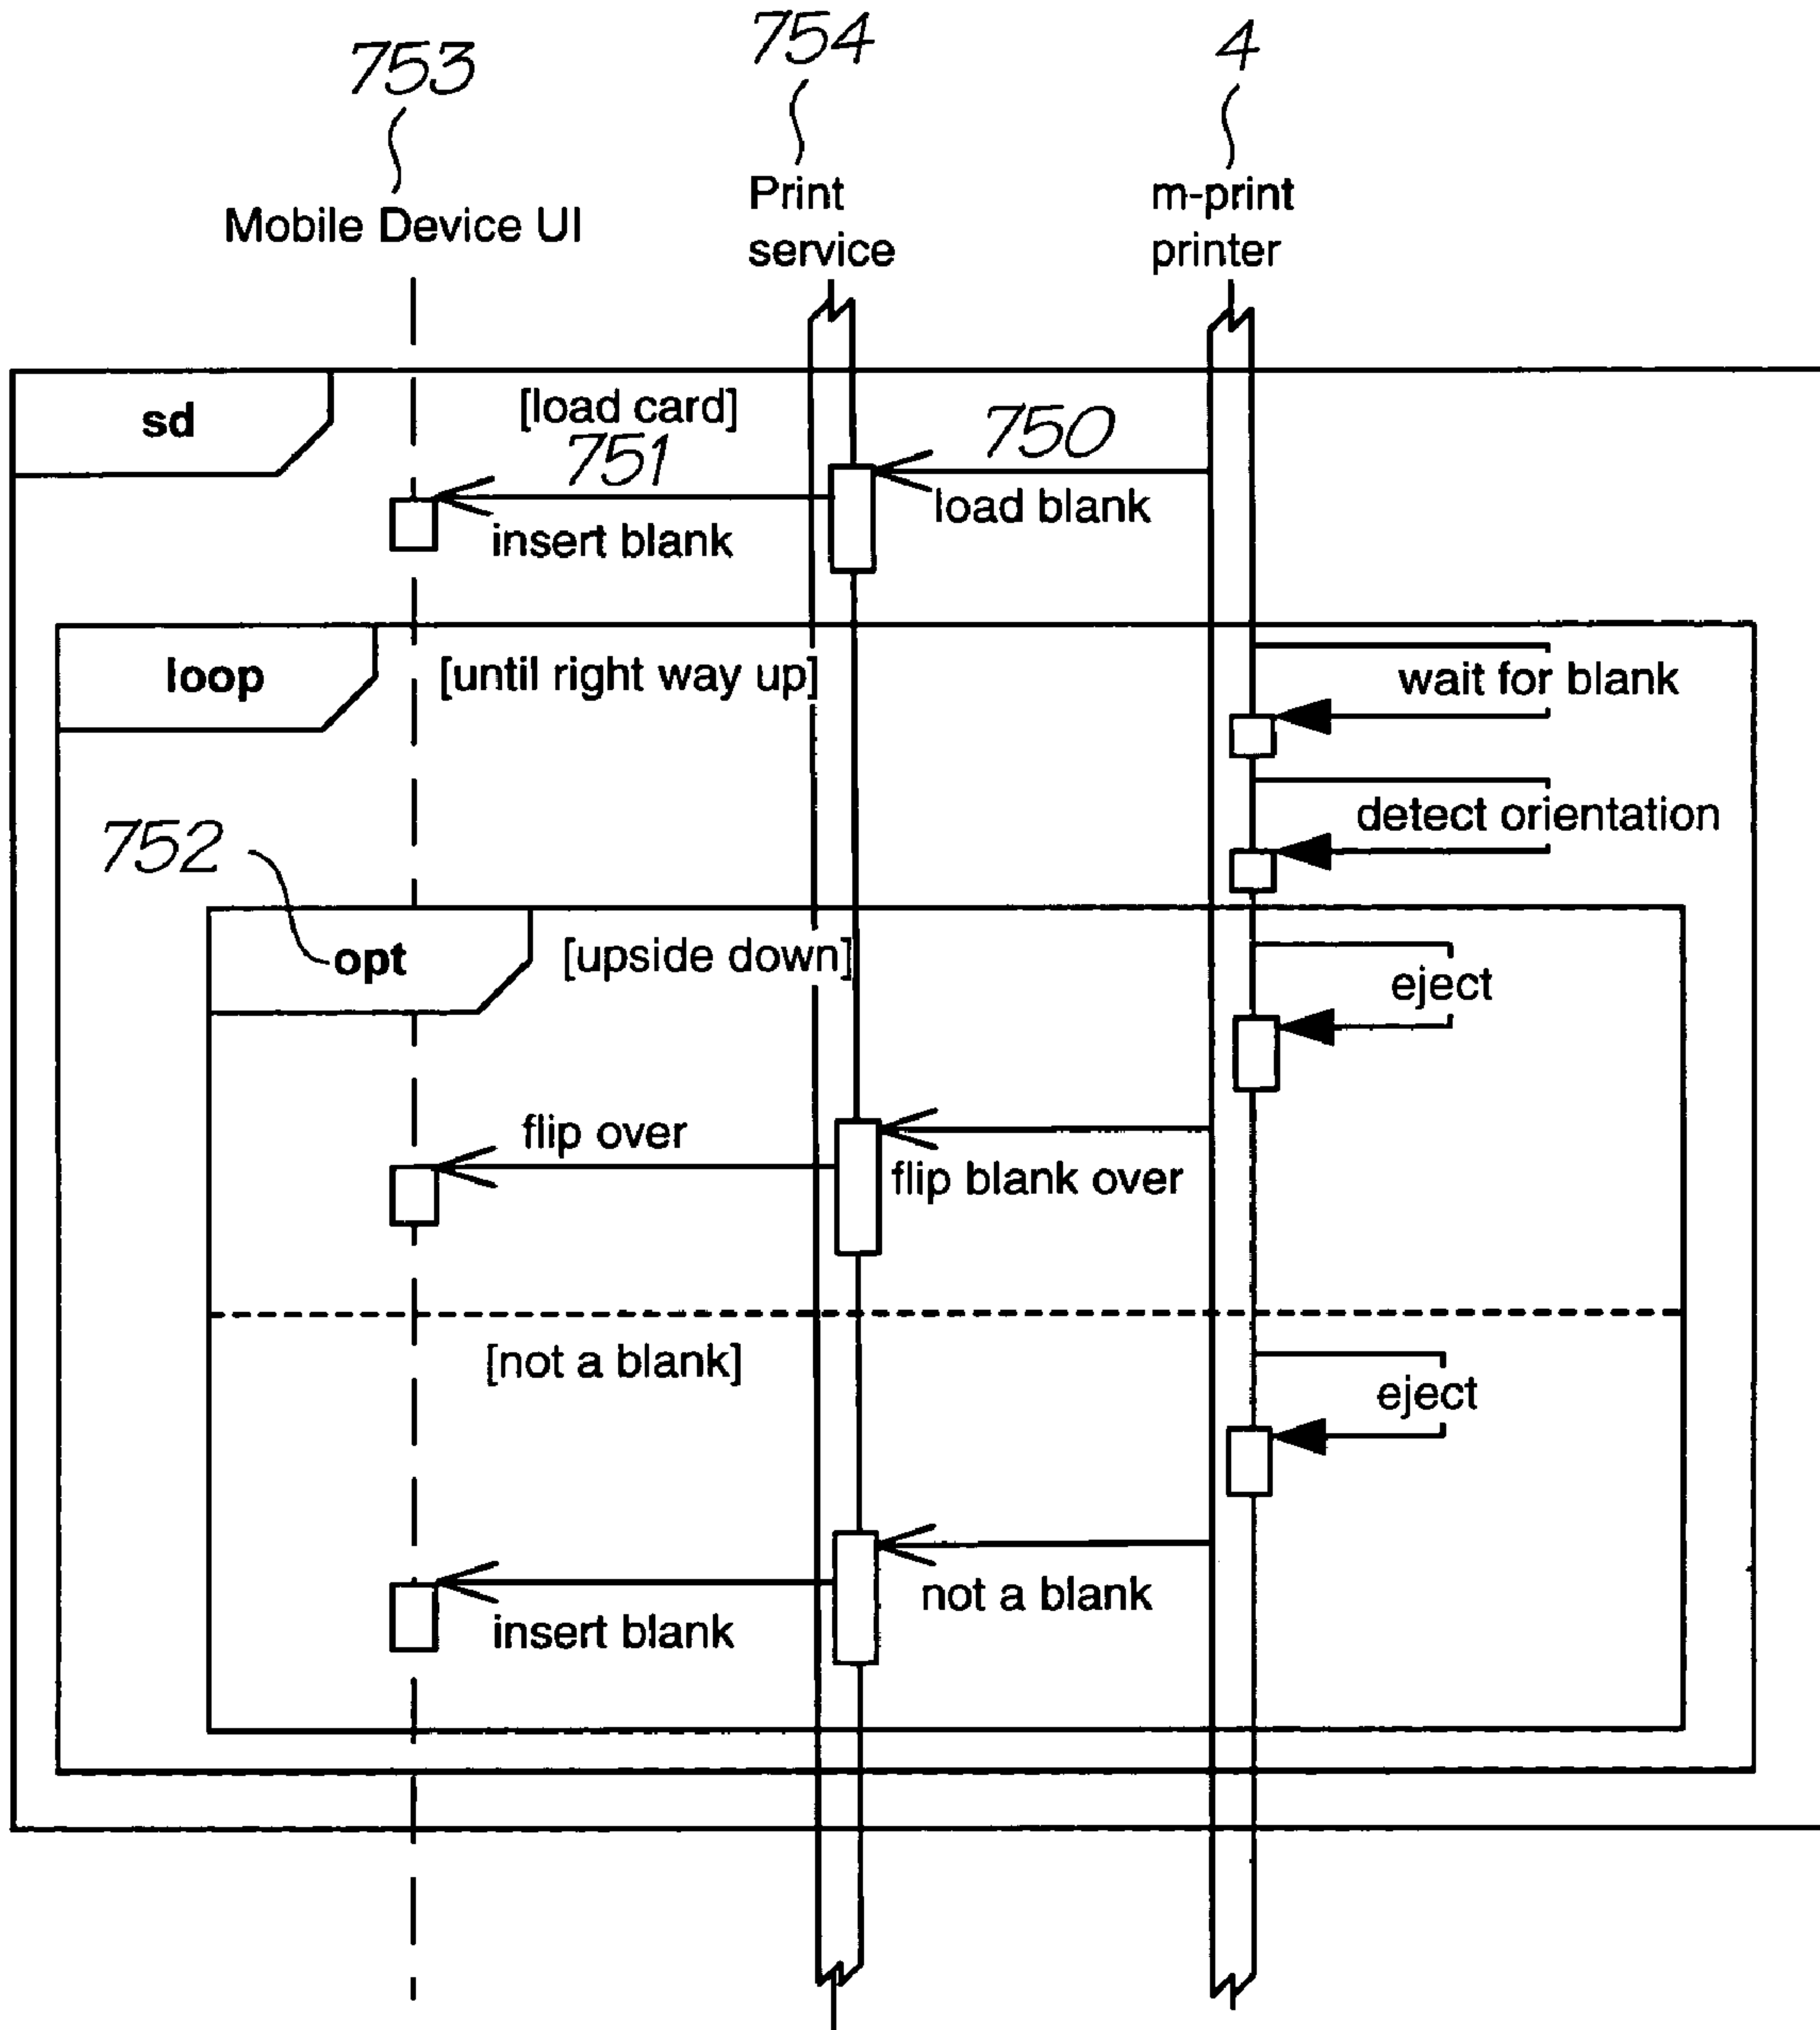 753
754
4
Mobile Device UI
Print
service
m-print
printer
sd
[load card]
751
750
insert blank
load blank
loop
[until right way up]
wait for blank
detect orientation
752
opt
[upside down]
eject
flip over
flip blank over
[not a blank]
eject
not a blank
insert blank